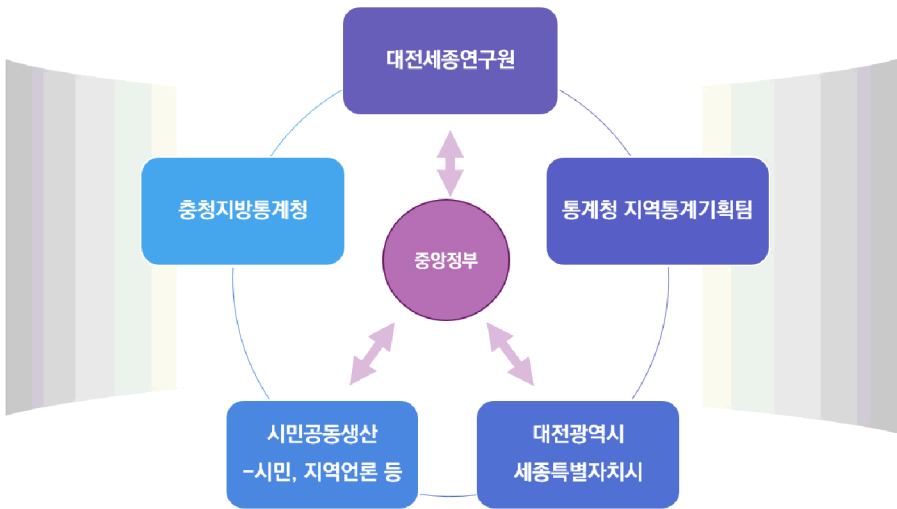 대전세종연구원
충청지방통계청
통계청 지역통계기획팀
중앙정부
시민공동생산
-시민, 지역언론 등
대전광역시
세종특별자치시